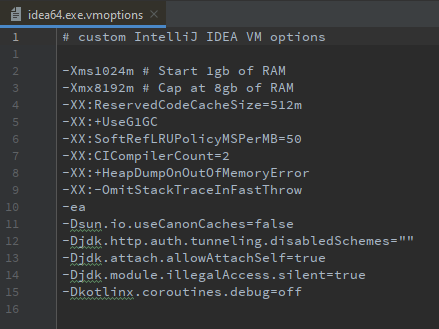 idea64.exe.vmoptions
1 # custom IntelliJ IDEA VM options
2 -Xms1024m # Start 1gb of RAM
3 -Xmx8192m # Cap at 8gb of RAM
4 -XX:ReservedCodeCacheSize=512m
5 -XX:+UseG1GC
6 -XX:SoftRefLRUPolicyMSPerMB=50
7 -XX:CICompilerCount=2
8 -XX:+HeapDumpOnOutOfMemoryError
9 -XX:-OmitStackTraceInFastThrow
10 -ea
11 -Dsun.io.useCanonCaches=false
12 -Djdk.http.auth.tunneling.disabledSchemes=""
13 -Djdk.attach.allowAttachSelf=true
14 -Djdk.module.illegalAccess.silent=true
15 -Dkotlinx.coroutines.debug=off
16